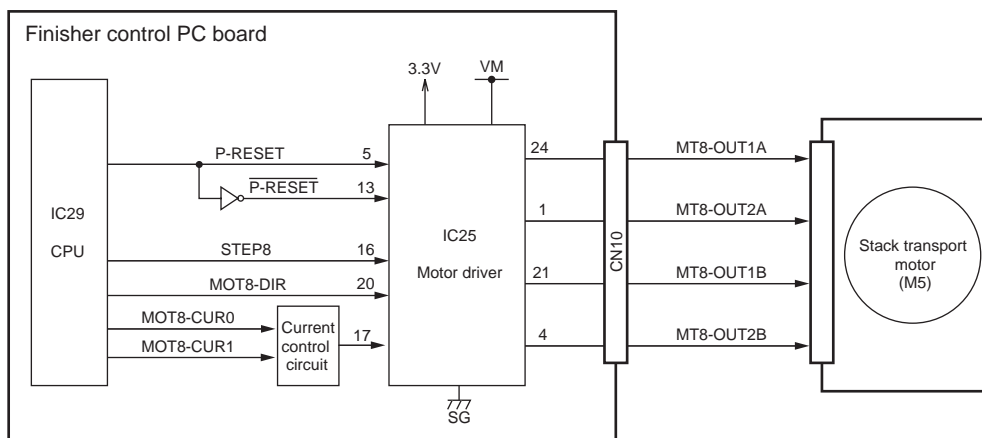 Finisher control PC board
3.3V
VM
P-RESET
5
P-RESET
13
IC29
CPU
STEP8
16
MOT8-DIR
20
MOT8-CUR0
MOT8-CUR1
Current
control
circuit
17
IC25
Motor driver
SG
24
1
21
4
CN10
MT8-OUT1A
MT8-OUT2A
MT8-OUT1B
MT8-OUT2B
Stack transport
motor
(M5)